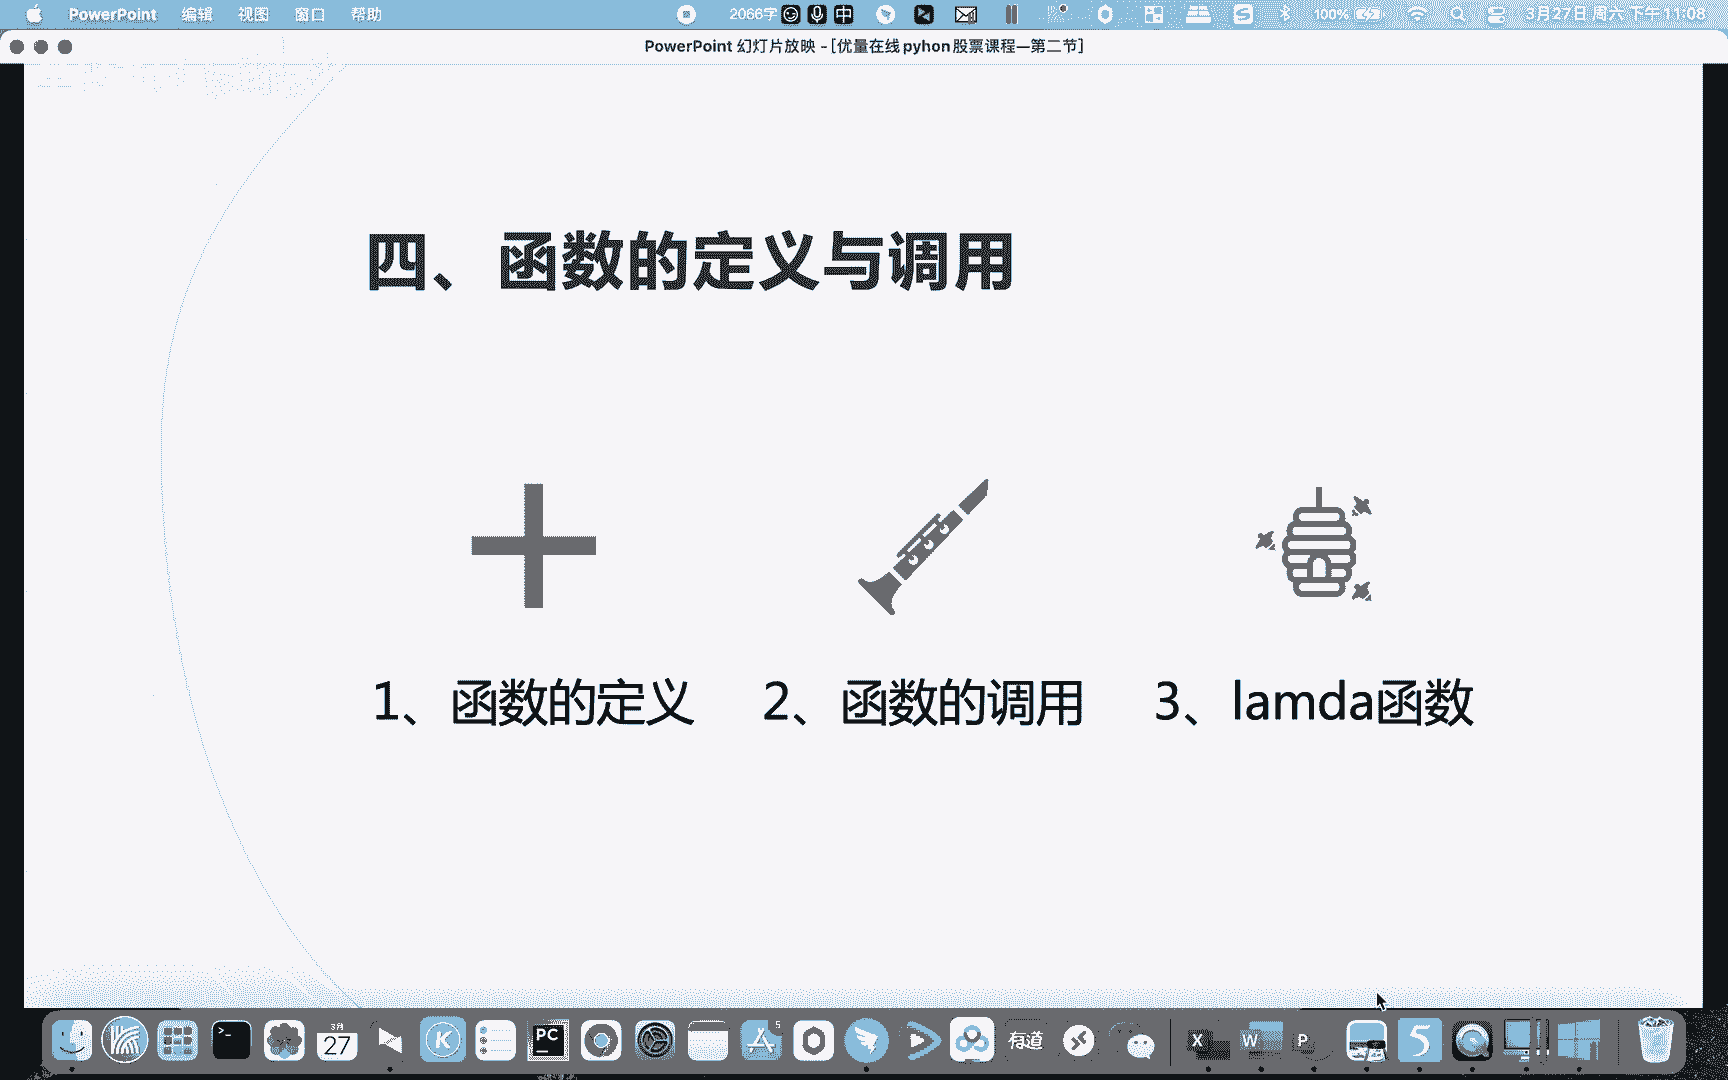 PowerPoint 编辑 视图 窗口 帮助 2066字 中 100% 3月27日 周六 下午11:08
PowerPoint 幻灯片放映 - [优量在线pyhon股票课程—第二节]
四、函数的定义与调用
1、函数的定义 2、函数的调用 3、lamda函数
3月
27
PC
5
有道
K
X
W
P
5